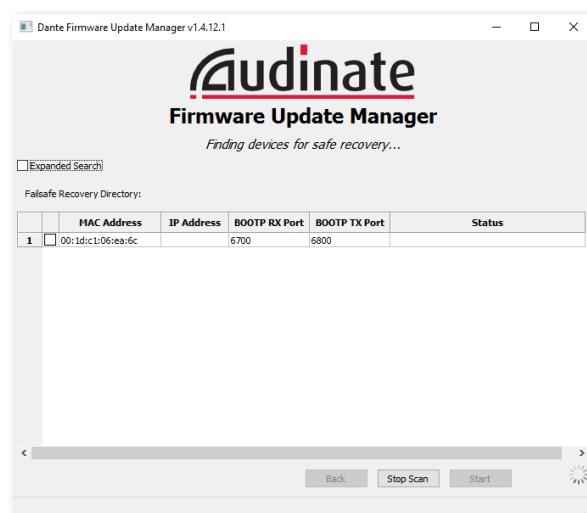 Dante Firmware Update Manager v1.4.12.1
Audinate
Firmware Update Manager
Finding devices for safe recovery...
Expanded Search
Failsafe Recovery Directory:
MAC Address IP Address BOOTP RX Port BOOTP TX Port Status
1 00:1d:c1:06:ea:6c 6700 6800
Back Stop Scan Start